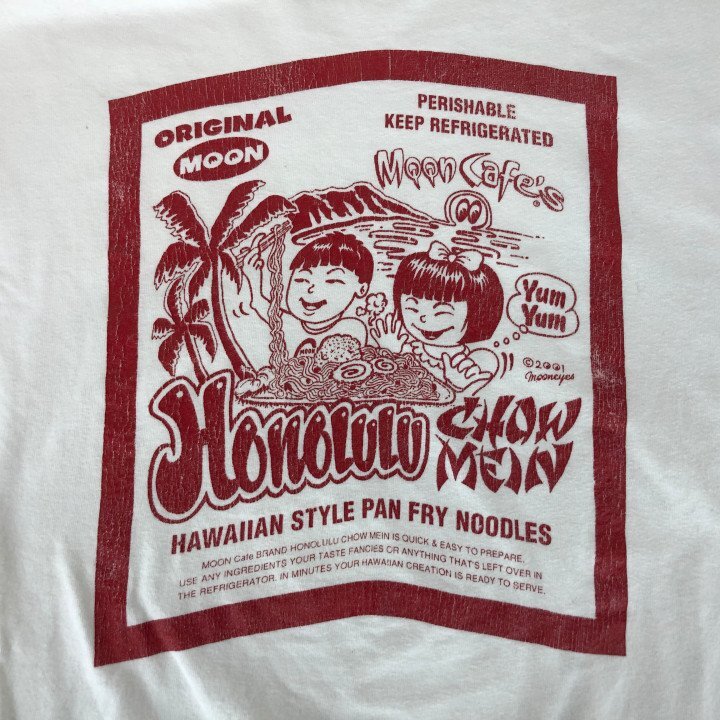 ORIGINAL
MOON
PERISHABLE
KEEP REFRIGERATED
Moon Cafe's
Yum
Yum
©2001
mooneyes
Honolulu
CHOW
MEIN
HAWAIIAN STYLE PAN FRY NOODLES
MOON Cafe BRAND HONOLULU CHOW MEIN IS QUICK & EASY TO PREPARE.
USE ANY INGREDIENTS YOUR TASTE FANCIES OR ANYTHING THAT'S LEFT OVER IN
THE REFRIGERATOR. IN MINUTES YOUR HAWAIIAN CREATION IS READY TO SERVE.